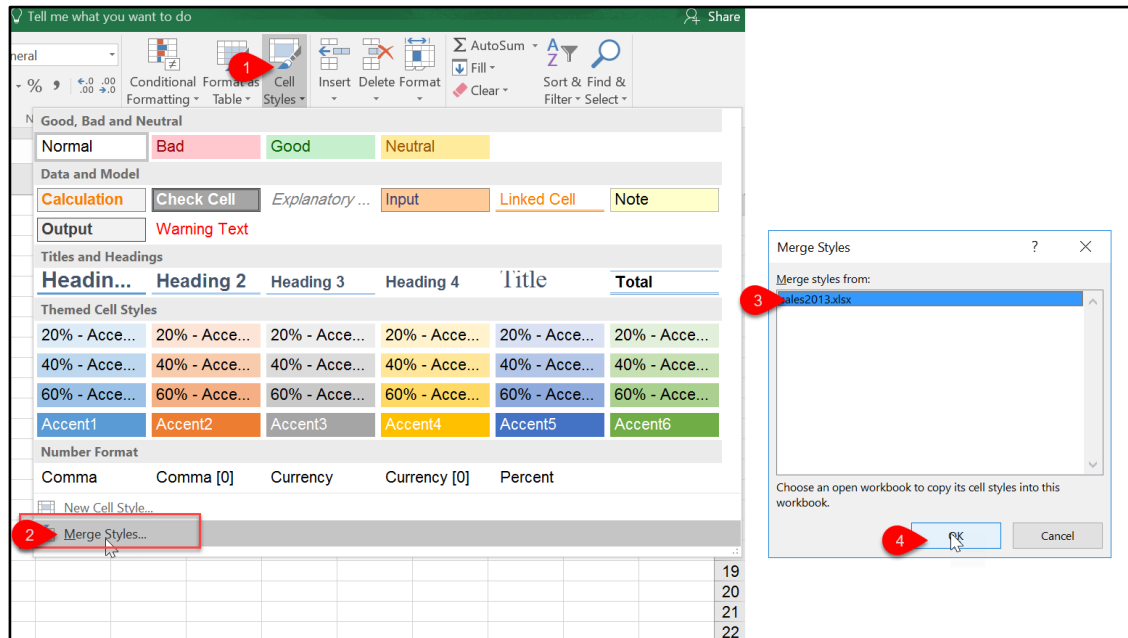 Tell me what you want to do
Share
neral
AutoSum
Fill
Clear
%
Conditional Formatting
Format as Table
Cell Styles
Insert
Delete
Format
Sort & Filter
Find & Select
1
N
Good, Bad and Neutral
Normal Bad Good Neutral
Data and Model
Calculation Check Cell Explanatory ... Input Linked Cell Note
Output Warning Text
Titles and Headings
Headin... Heading 2 Heading 3 Heading 4 Title Total
Themed Cell Styles
20% - Acce... 20% - Acce... 20% - Acce... 20% - Acce... 20% - Acce... 20% - Acce...
40% - Acce... 40% - Acce... 40% - Acce... 40% - Acce... 40% - Acce... 40% - Acce...
60% - Acce... 60% - Acce... 60% - Acce... 60% - Acce... 60% - Acce... 60% - Acce...
Accent1 Accent2 Accent3 Accent4 Accent5 Accent6
Number Format
Comma Comma [0] Currency Currency [0] Percent
New Cell Style...
2 Merge Styles...
19
20
21
22
Merge Styles ?
Merge styles from:
3 sales2013.xlsx
Choose an open workbook to copy its cell styles into this
workbook.
4 OK Cancel